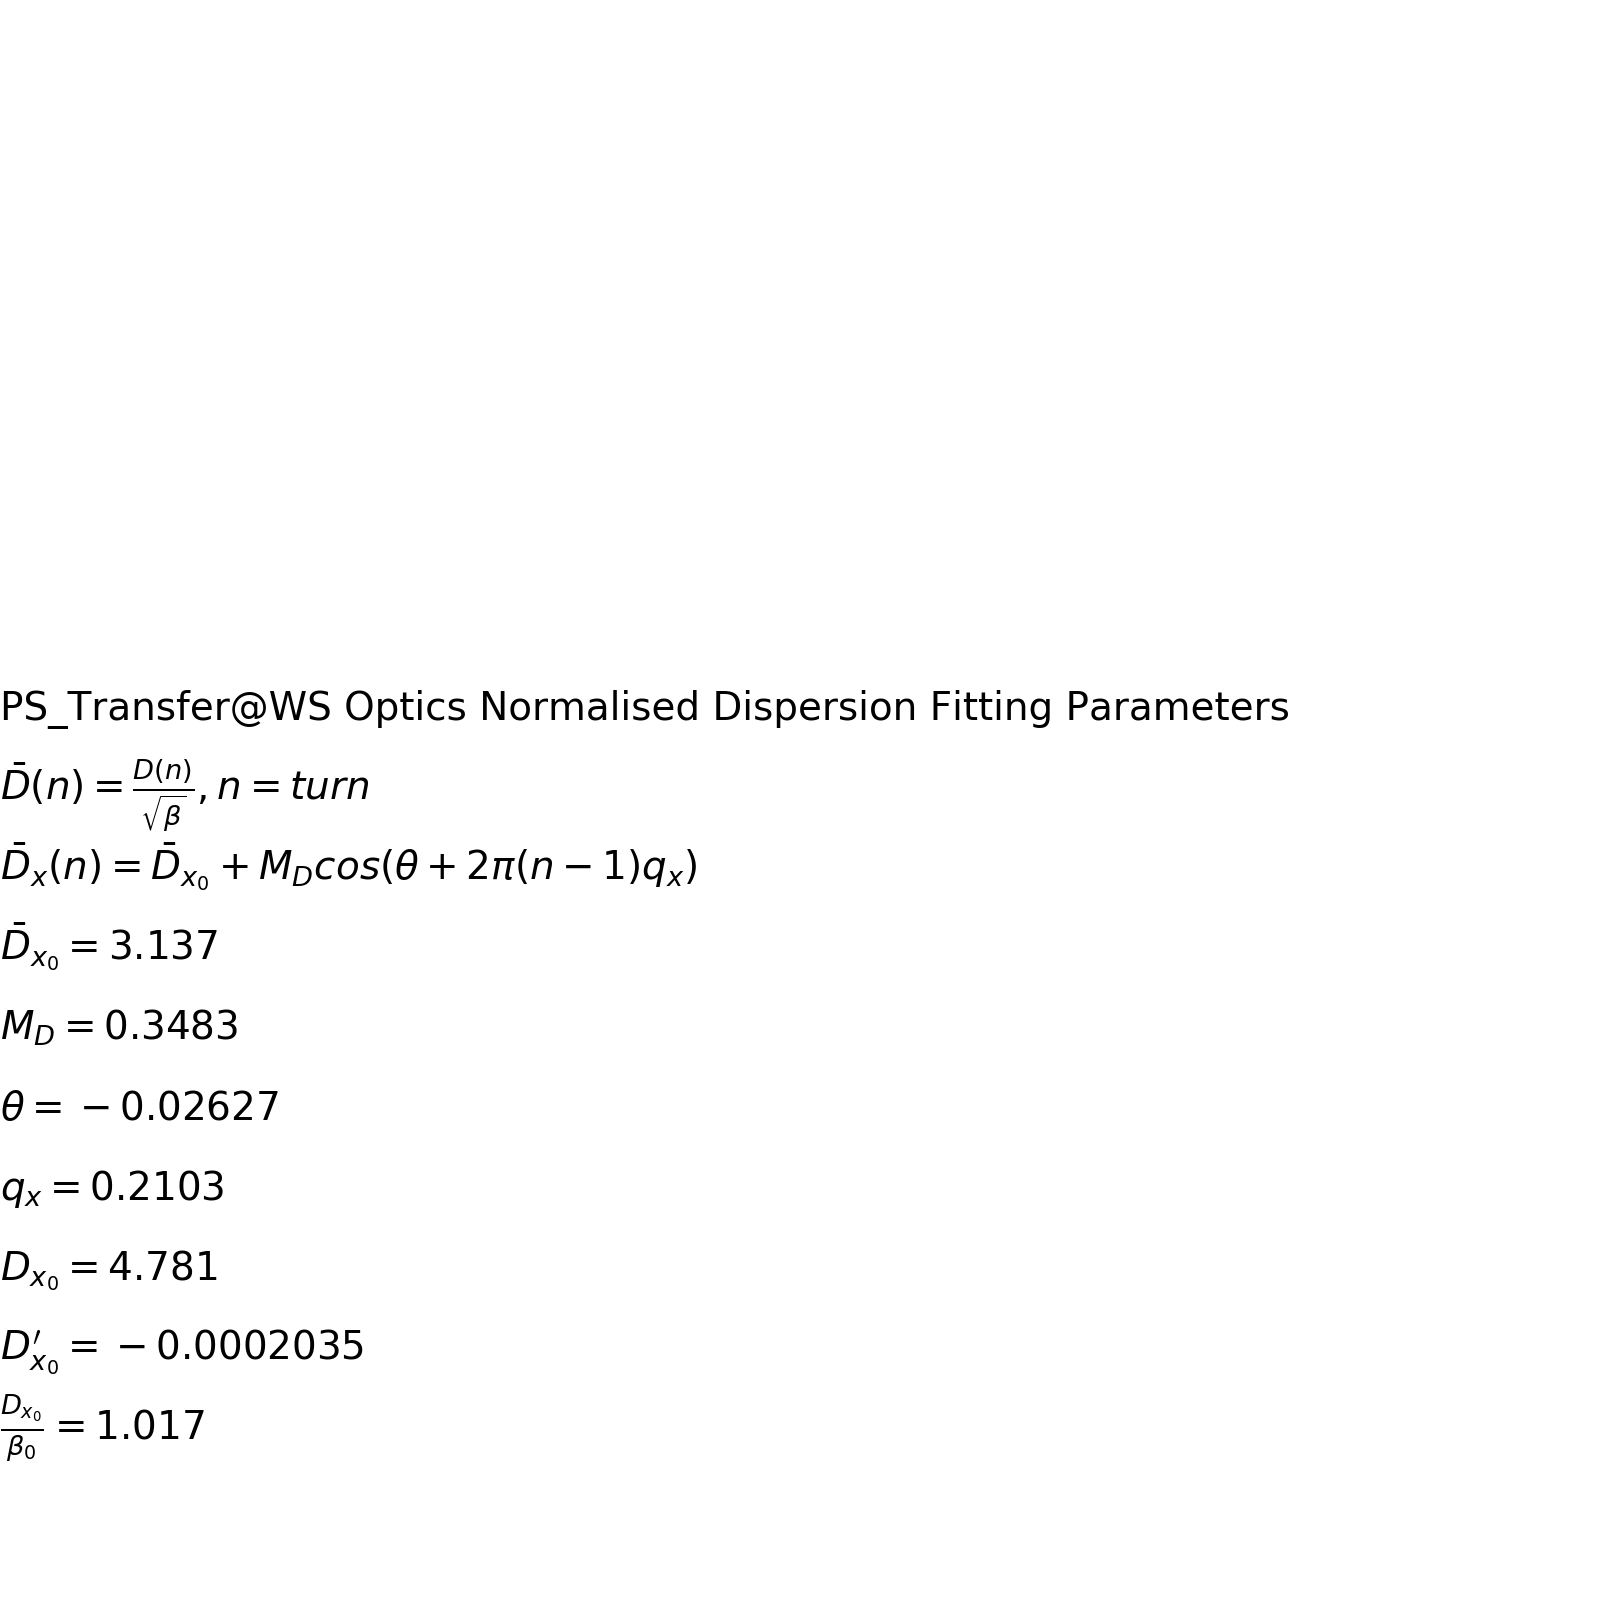 PS_Transfer@WS Optics Normalised Dispersion Fitting Parameters
$\bar{D}(n) = \frac{D(n)}{\sqrt{\beta}}, n = turn$
$\bar{D}_x(n) = \bar{D}_{x_0} + M_D cos(\theta + 2\pi(n - 1)q_x)$
$\bar{D}_{x_0} = 3.137$
$M_D = 0.3483$
$\theta = -0.02627$
$q_x = 0.2103$
$D_{x_0} = 4.781$
$D'_{x_0} = -0.0002035$
$\frac{D_{x_0}}{\beta_0} = 1.017$